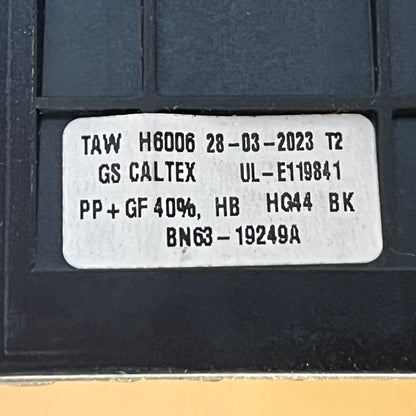 TAW H6006 28-03-2023 T2
GS CALTEX UL-E119841
PP+GF 40%, HB HG44 BK
BN63-19249A